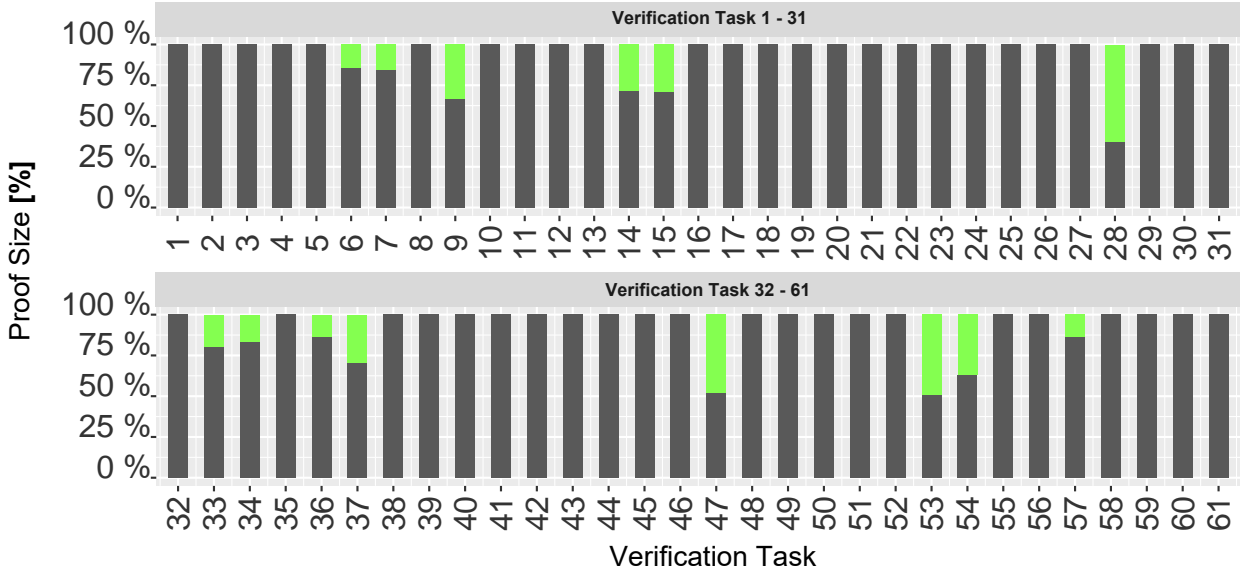 Verification Task 1 - 31
100 %
75 %
50 %
25 %
0 %
1 2 3 4 5 6 7 8 9 10 11 12 13 14 15 16 17 18 19 20 21 22 23 24 25 26 27 28 29 30 31
Proof Size [%]
Verification Task 32 - 61
100 %
75 %
50 %
25 %
0 %
32 33 34 35 36 37 38 39 40 41 42 43 44 45 46 47 48 49 50 51 52 53 54 55 56 57 58 59 60 61
Verification Task